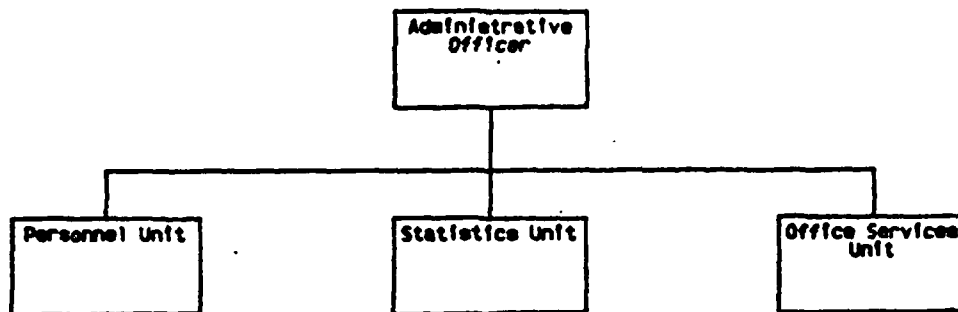 Administrative
Officer
Personnel Unit
Statistics Unit
Office Services
Unit